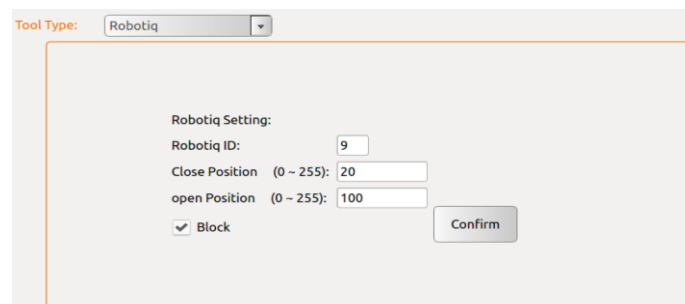 Tool Type: Robotiq
Robotiq Setting:
Robotiq ID: 9
Close Position (0 ~ 255): 20
open Position (0 ~ 255): 100
Block
Confirm